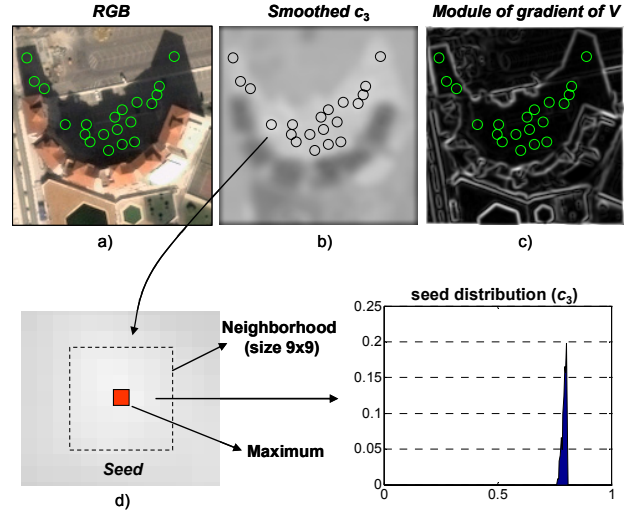 RGB
Smoothed c3
Module of gradient of V
a)
b)
c)
Neighborhood
(size 9x9)
Maximum
Seed
d)
seed distribution (c3)
0.25
0.2
0.15
0.1
0.05
0
0
0.5
1